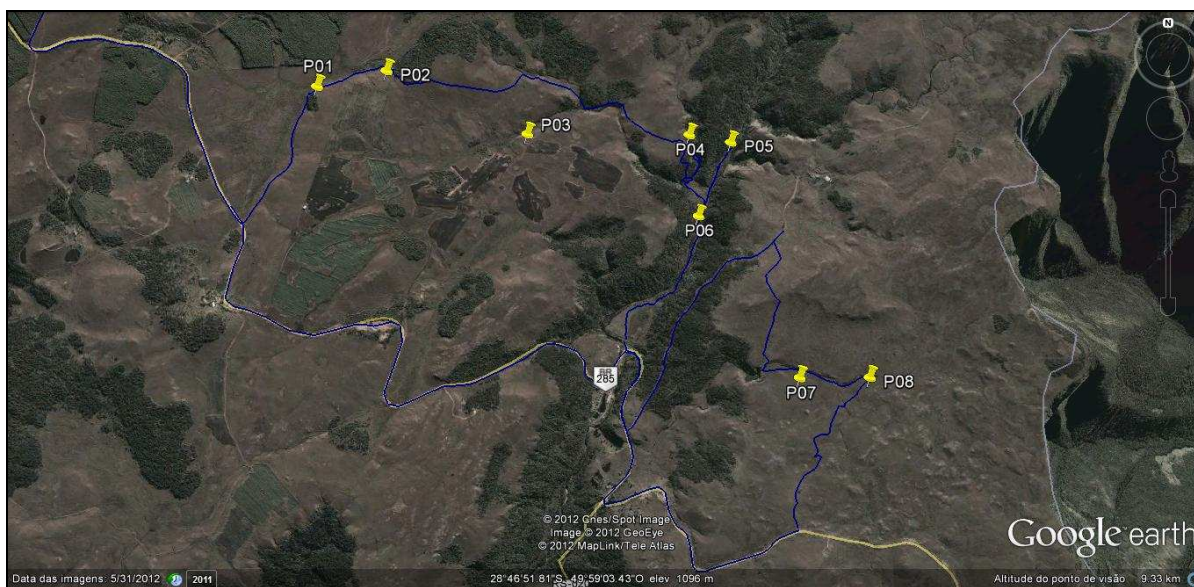 N
P01
P02
P03
P04
P05
P06
BR
285
P07
P08
© 2012 Cnes/Spot Image
Image © 2012 GeoEye
© 2012 MapLink/Tele Atlas
Google earth
Data das imagens: 5/31/2012 2011 28°46'51.81"S 49°59'03.43"O elev 1096 m Altitude do ponto de visão 9.33 km